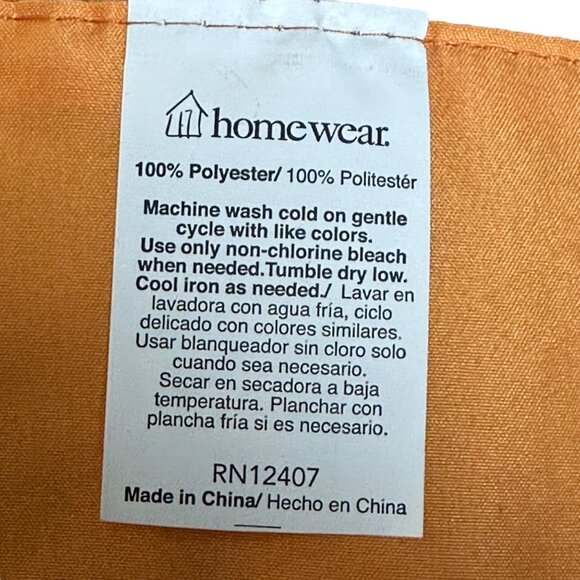 homewear.
100% Polyester/ 100% Politestér
Machine wash cold on gentle
cycle with like colors.
Use only non-chlorine bleach
when needed.Tumble dry low.
Cool iron as needed./ Lavar en
lavadora con agua fría, ciclo
delicado con colores similares.
Usar blanqueador sin cloro solo
cuando sea necesario.
Secar en secadora a baja
temperatura. Planchar con
plancha fría si es necesario.
RN12407
Made in China/ Hecho en China